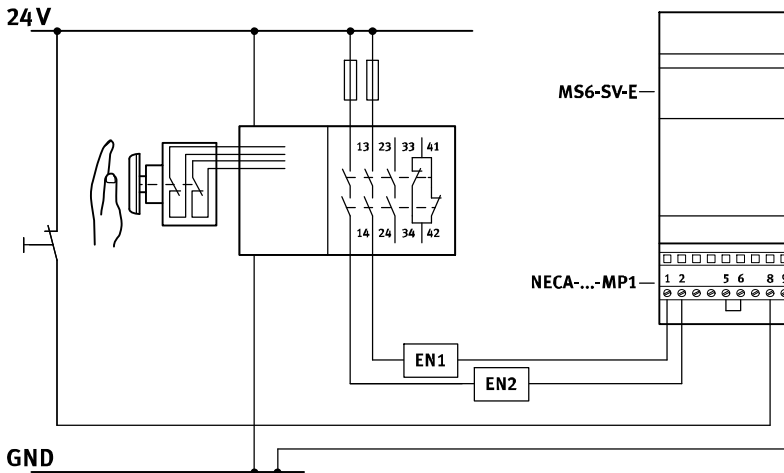 24V
MS6-SV-E
13 23 33 41
14 24 34 42
NECA-...-MP1
1 2 5 6 8 9
EN1
EN2
GND